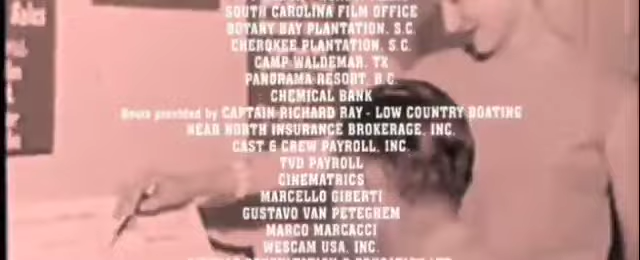 Rules
SOUTH CAROLINA FILM OFFICE
BOTANY BAY PLANTATION, S.C.
CHEROKEE PLANTATION, S.C.
CAMP WALDEMAR, TX
PANORAMA RESORT, B.C.
CHEMICAL BANK
Boats provided by CAPTAIN RICHARD RAY - LOW COUNTRY BOATING
NEAR NORTH INSURANCE BROKERAGE, INC.
CAST & CREW PAYROLL, INC.
TVD PAYROLL
CINEMATRICS
MARCELLO GIBERTI
GUSTAVO VAN PETEGHEM
MARCO MARCACCI
WESCAM USA, INC.